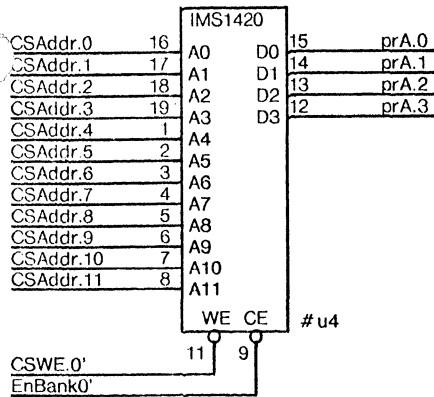 IMS1420
CSAddr.0 16 A0 D0 15 prA.0
CSAddr.1 17 A1 D1 14 prA.1
CSAddr.2 18 A2 D2 13 prA.2
CSAddr.3 19 A3 D3 12 prA.3
CSAddr.4 1 A4
CSAddr.5 2 A5
CSAddr.6 3 A6
CSAddr.7 4 A7
CSAddr.8 5 A8
CSAddr.9 6 A9
CSAddr.10 7 A10
CSAddr.11 8 A11
WE CE #u4
11 9
CSWE.0'
EnBank0'